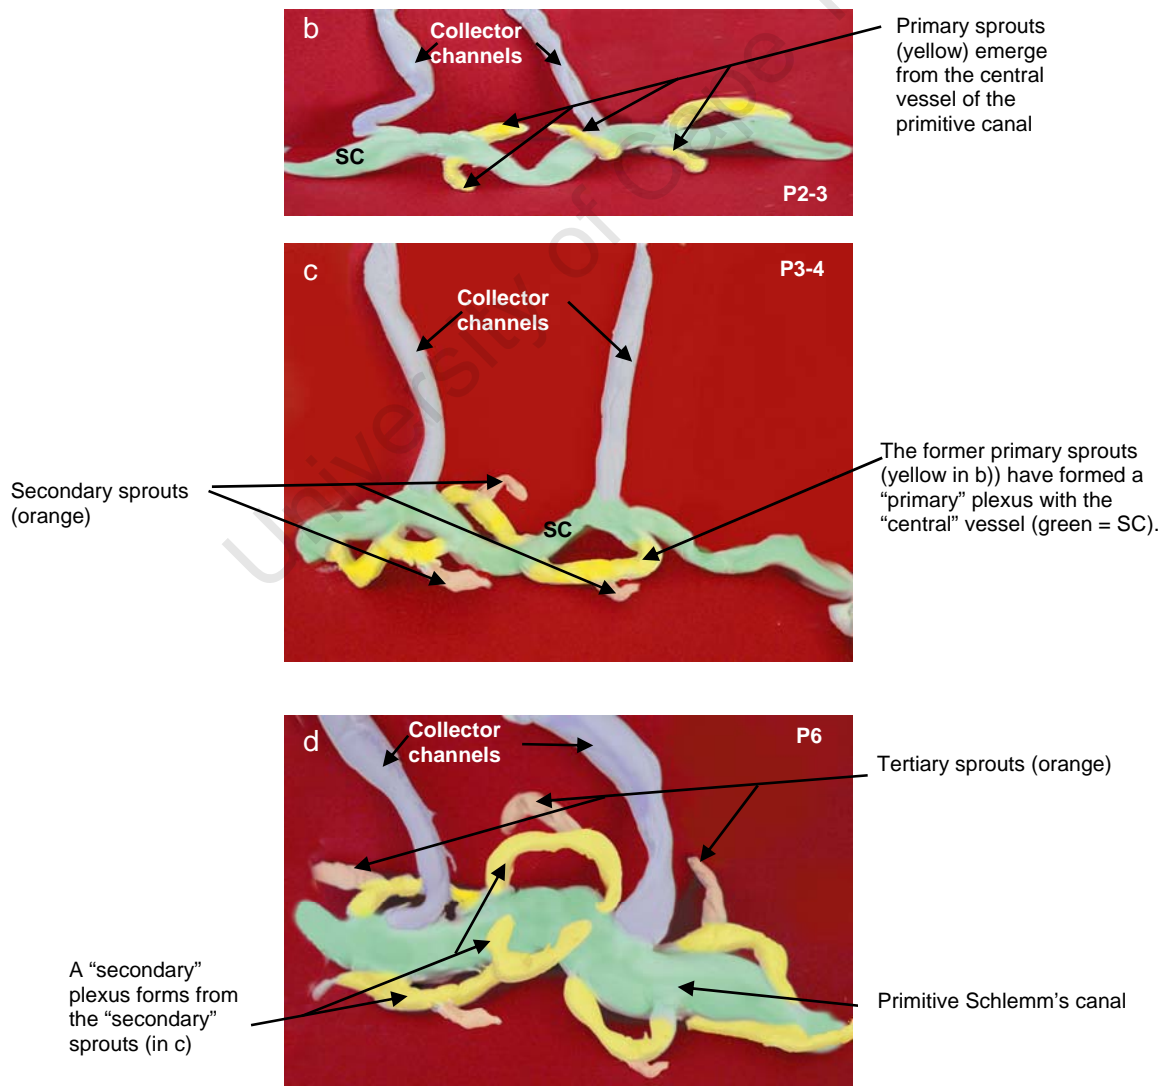 b
Collector
channels
Primary sprouts
(yellow) emerge
from the central
vessel of the
primitive canal
SC
P2-3
c
P3-4
Collector
channels
The former primary sprouts
(yellow in b)) have formed a
“primary” plexus with the
“central” vessel (green = SC).
Secondary sprouts
(orange)
SC
d
Collector
channels
P6
Tertiary sprouts (orange)
A “secondary”
plexus forms from
the “secondary”
sprouts (in c)
Primitive Schlemm’s canal
University of